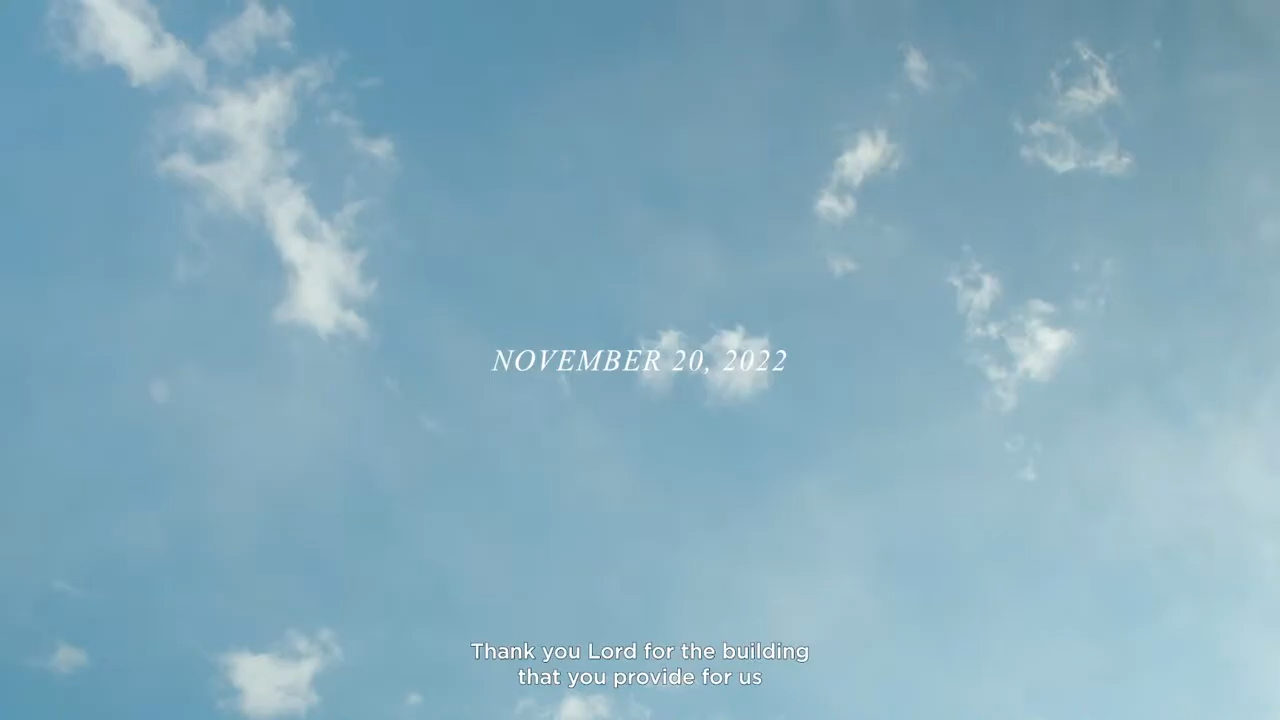 NOVEMBER 20, 2022
Thank you Lord for the building
that you provide for us